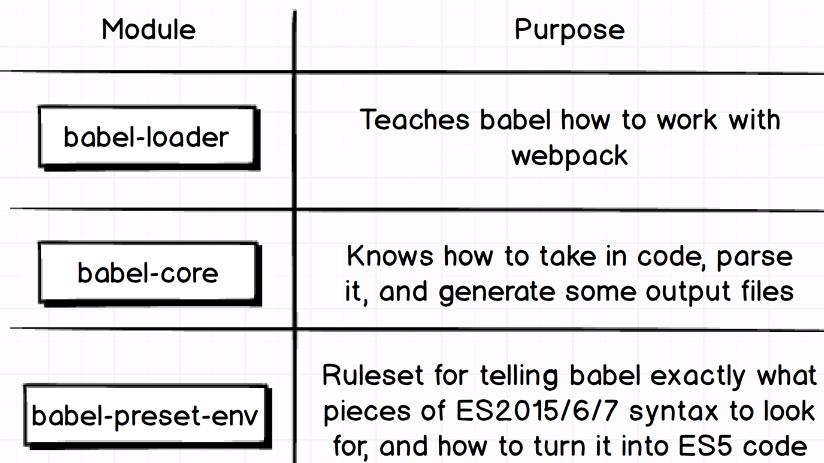 Module
Purpose
babel-loader
Teaches babel how to work with
webpack
babel-core
Knows how to take in code, parse
it, and generate some output files
babel-preset-env
Ruleset for telling babel exactly what
pieces of ES2015/6/7 syntax to look
for, and how to turn it into ES5 code